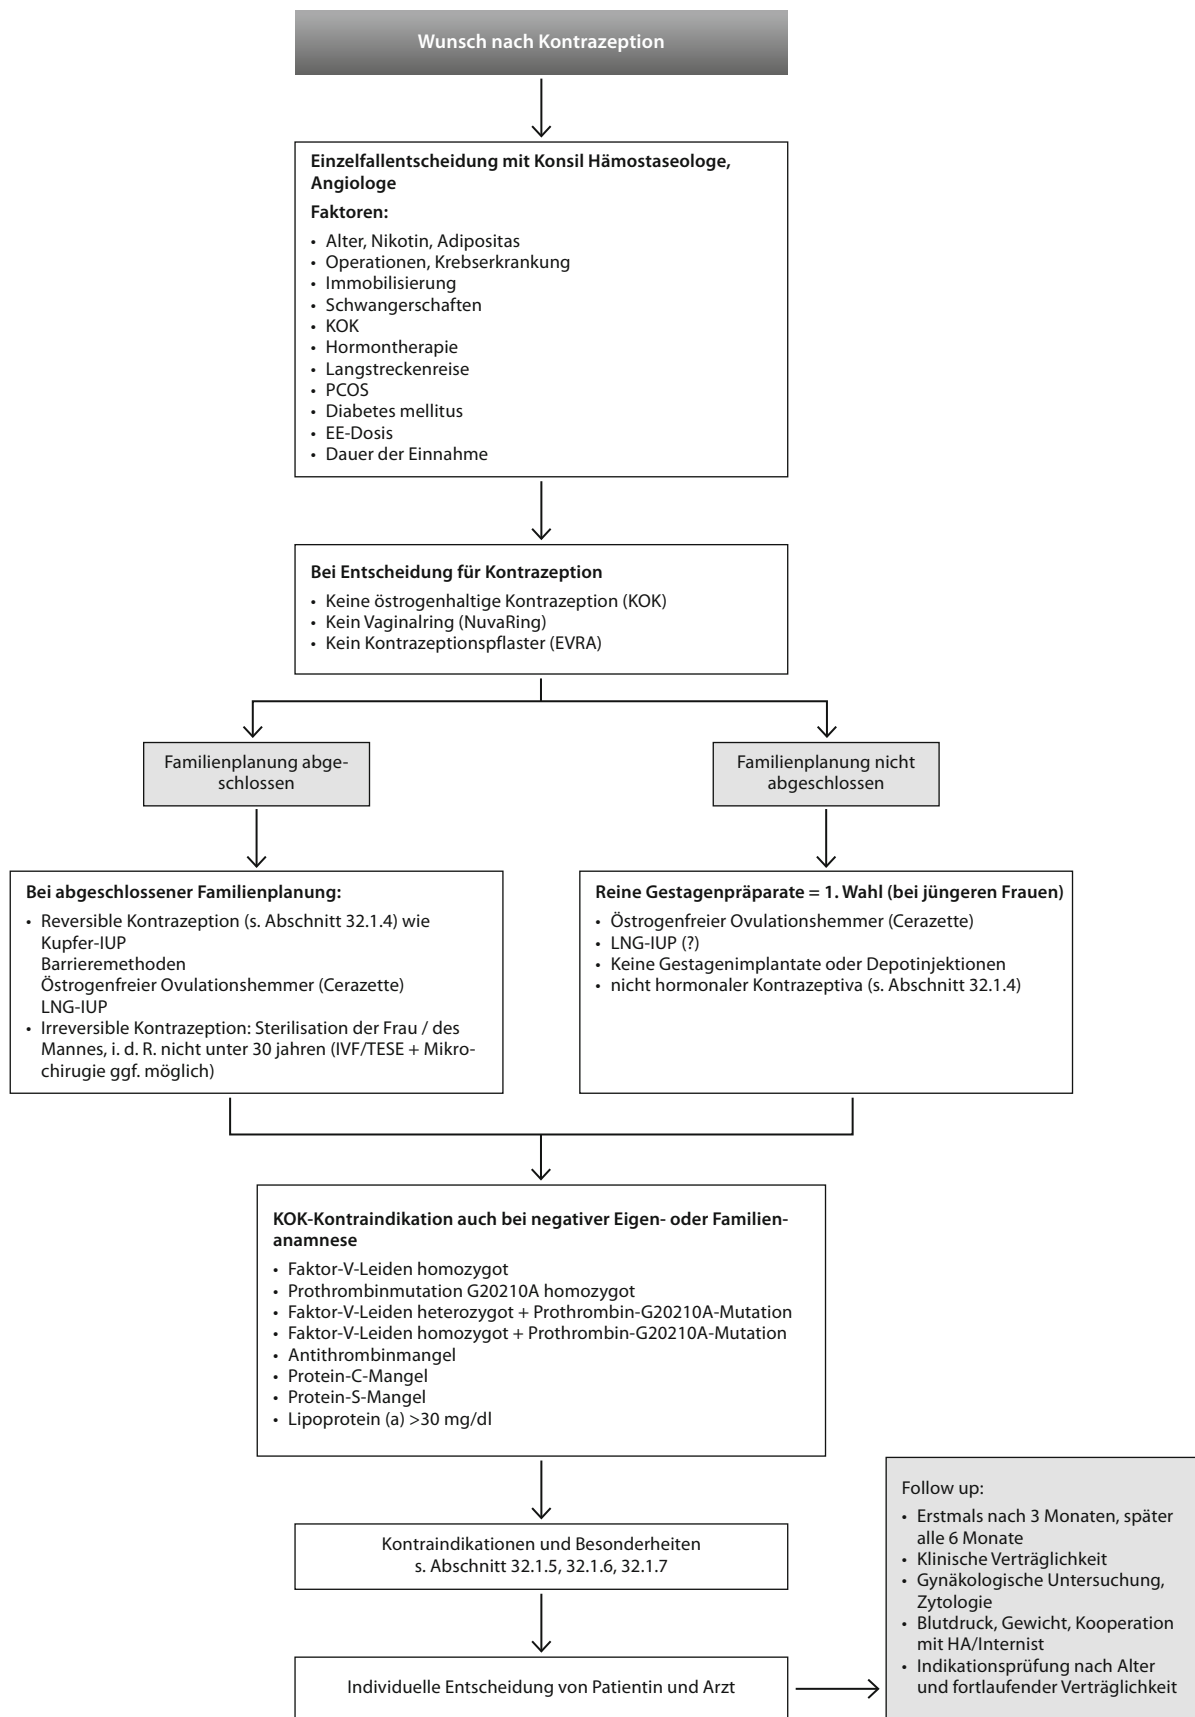 Wunsch nach Kontrazeption
Einzelfallentscheidung mit Konsil Hämostaseologe,
Angiologe
Faktoren:
• Alter, Nikotin, Adipositas
• Operationen, Krebserkrankung
• Immobilisierung
• Schwangerschaften
• KOK
• Hormontherapie
• Langstreckenreise
• PCOS
• Diabetes mellitus
• EE-Dosis
• Dauer der Einnahme
Bei Entscheidung für Kontrazeption
• Keine östrogenhaltige Kontrazeption (KOK)
• Kein Vaginalring (NuvaRing)
• Kein Kontrazeptionspflaster (EVRA)
Familienplanung abge-
schlossen
Familienplanung nicht
abgeschlossen
Bei abgeschlossener Familienplanung:
• Reversible Kontrazeption (s. Abschnitt 32.1.4) wie
Kupfer-IUP
Barrieremethoden
Östrogenfreier Ovulationshemmer (Cerazette)
LNG-IUP
• Irreversible Kontrazeption: Sterilisation der Frau / des
Mannes, i. d. R. nicht unter 30 jahren (IVF/TESE + Mikro-
chirugie ggf. möglich)
Reine Gestagenpräparate = 1. Wahl (bei jüngeren Frauen)
• Östrogenfreier Ovulationshemmer (Cerazette)
• LNG-IUP (?)
• Keine Gestagenimplantate oder Depotinjektionen
• nicht hormonaler Kontrazeptiva (s. Abschnitt 32.1.4)
KOK-Kontraindikation auch bei negativer Eigen- oder Familien-
anamnese
• Faktor-V-Leiden homozygot
• Prothrombinmutation G20210A homozygot
• Faktor-V-Leiden heterozygot + Prothrombin-G20210A-Mutation
• Faktor-V-Leiden homozygot + Prothrombin-G20210A-Mutation
• Antithrombinmangel
• Protein-C-Mangel
• Protein-S-Mangel
• Lipoprotein (a) >30 mg/dl
Kontraindikationen und Besonderheiten
s. Abschnitt 32.1.5, 32.1.6, 32.1.7
Individuelle Entscheidung von Patientin und Arzt
Follow up:
• Erstmals nach 3 Monaten, später
alle 6 Monate
• Klinische Verträglichkeit
• Gynäkologische Untersuchung,
Zytologie
• Blutdruck, Gewicht, Kooperation
mit HA/Internist
• Indikationsprüfung nach Alter
und fortlaufender Verträglichkeit